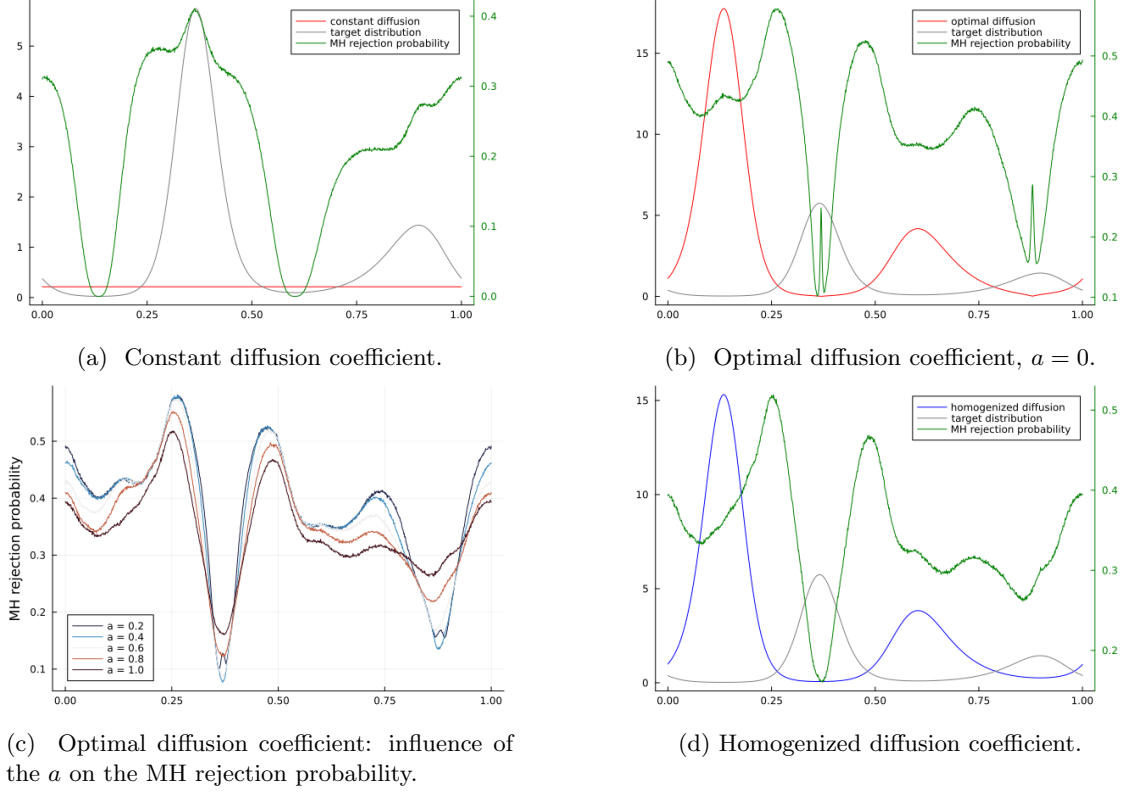 constant diffusion
target distribution
MH rejection probability
5
4
3
2
1
0
0.4
0.3
0.2
0.1
0.0
0.00
0.25
0.50
0.75
1.00
(a) Constant diffusion coefficient.
optimal diffusion
target distribution
MH rejection probability
15
10
5
0
0.5
0.4
0.3
0.2
0.1
0.00
0.25
0.50
0.75
1.00
(b) Optimal diffusion coefficient, a = 0.
MH rejection probability
0.5
0.4
0.3
0.2
0.1
a = 0.2
a = 0.4
a = 0.6
a = 0.8
a = 1.0
0.00
0.25
0.50
0.75
1.00
(c) Optimal diffusion coefficient: influence of
the a on the MH rejection probability.
homogenized diffusion
target distribution
MH rejection probability
15
10
5
0
0.5
0.4
0.3
0.2
0.00
0.25
0.50
0.75
1.00
(d) Homogenized diffusion coefficient.